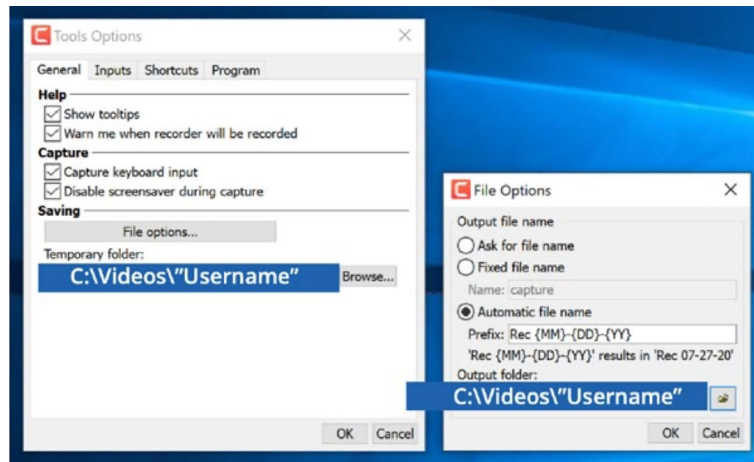 Tools Options
General Inputs Shortcuts Program
Help
Show tooltips
Warn me when recorder will be recorded
Capture
Capture keyboard input
Disable screensaver during capture
Saving
File options...
Temporary folder:
C:\Videos\”Username”
Browse...
OK Cancel
File Options
Output file name
Ask for file name
Fixed file name
Name: capture
Automatic file name
Prefix: Rec {MM}-{DD}-{YY}
'Rec {MM}-{DD}-{YY}' results in 'Rec 07-27-20'
Output folder:
C:\Videos\”Username”
OK Cancel